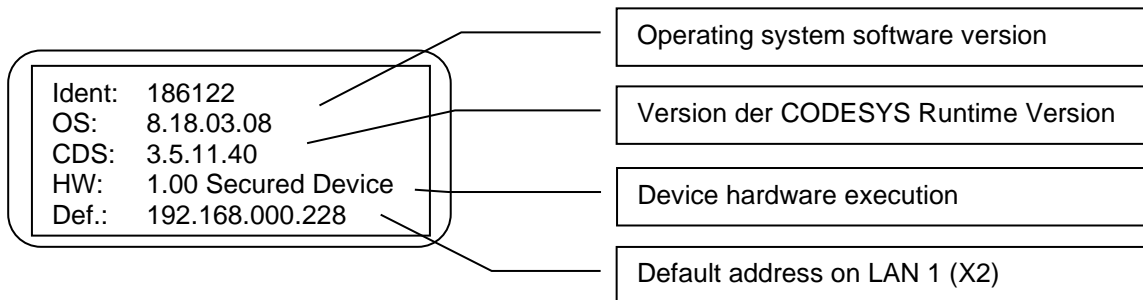 Operating system software version
Ident: 186122
OS: 8.18.03.08
Version der CODESYS Runtime Version
CDS: 3.5.11.40
HW: 1.00 Secured Device
Device hardware execution
Def.: 192.168.000.228
Default address on LAN 1 (X2)